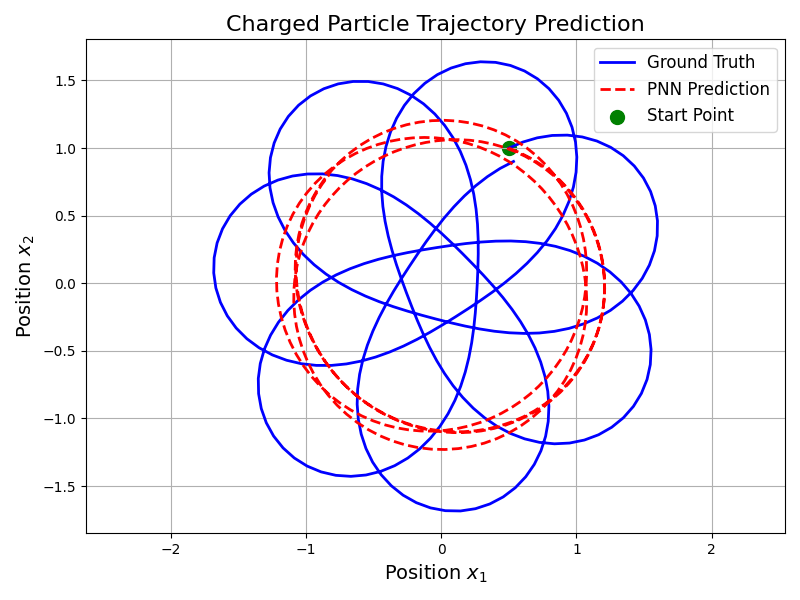 Charged Particle Trajectory Prediction
Ground Truth
PNN Prediction
Start Point
1.5
1.0
0.5
0.0
−0.5
−1.0
−1.5
Position x₂
−2
−1
0
1
2
Position x₁